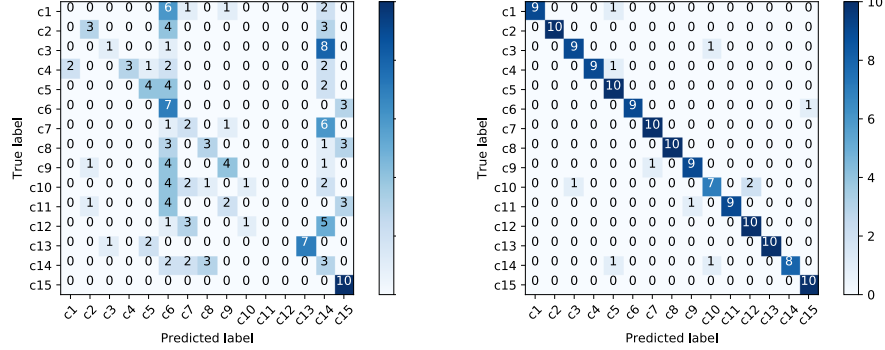 c1 0 0 0 0 0 6 1 0 1 0 0 0 0 2 0
c2 0 3 0 0 0 4 0 0 0 0 0 0 0 3 0
c3 0 0 1 0 0 1 0 0 0 0 0 0 0 8 0
c4 2 0 0 3 1 2 0 0 0 0 0 0 0 2 0
c5 0 0 0 0 4 4 0 0 0 0 0 0 0 2 0
c6 0 0 0 0 0 7 0 0 0 0 0 0 0 0 3
c7 0 0 0 0 0 1 2 0 1 0 0 0 0 6 0
c8 0 0 0 0 0 3 0 3 0 0 0 0 0 1 3
c9 0 1 0 0 0 4 0 0 4 0 0 0 0 1 0
c10 0 0 0 0 0 4 2 1 0 1 0 0 0 2 0
c11 0 1 0 0 0 4 0 0 2 0 0 0 0 0 3
c12 0 0 0 0 0 1 3 0 0 1 0 0 0 5 0
c13 0 0 1 0 2 0 0 0 0 0 0 0 7 0 0
c14 0 0 0 0 0 2 2 3 0 0 0 0 0 3 0
c15 0 0 0 0 0 0 0 0 0 0 0 0 0 0 10
True label
c1 c2 c3 c4 c5 c6 c7 c8 c9 c10 c11 c12 c13 c14 c15
Predicted label
c1 9 0 0 0 1 0 0 0 0 0 0 0 0 0 0
c2 0 10 0 0 0 0 0 0 0 0 0 0 0 0 0
c3 0 0 9 0 0 0 0 0 0 1 0 0 0 0 0
c4 0 0 0 9 1 0 0 0 0 0 0 0 0 0 0
c5 0 0 0 0 10 0 0 0 0 0 0 0 0 0 0
c6 0 0 0 0 0 9 0 0 0 0 0 0 0 0 1
c7 0 0 0 0 0 0 10 0 0 0 0 0 0 0 0
c8 0 0 0 0 0 0 0 10 0 0 0 0 0 0 0
c9 0 0 0 0 0 0 1 0 9 0 0 0 0 0 0
c10 0 0 1 0 0 0 0 0 0 7 0 2 0 0 0
c11 0 0 0 0 0 0 0 0 1 0 9 0 0 0 0
c12 0 0 0 0 0 0 0 0 0 0 0 10 0 0 0
c13 0 0 0 0 0 0 0 0 0 0 0 0 10 0 0
c14 0 0 0 0 1 0 0 0 0 1 0 0 0 8 0
c15 0 0 0 0 0 0 0 0 0 0 0 0 0 0 10
True label
c1 c2 c3 c4 c5 c6 c7 c8 c9 c10 c11 c12 c13 c14 c15
Predicted label
10
8
6
4
2
0